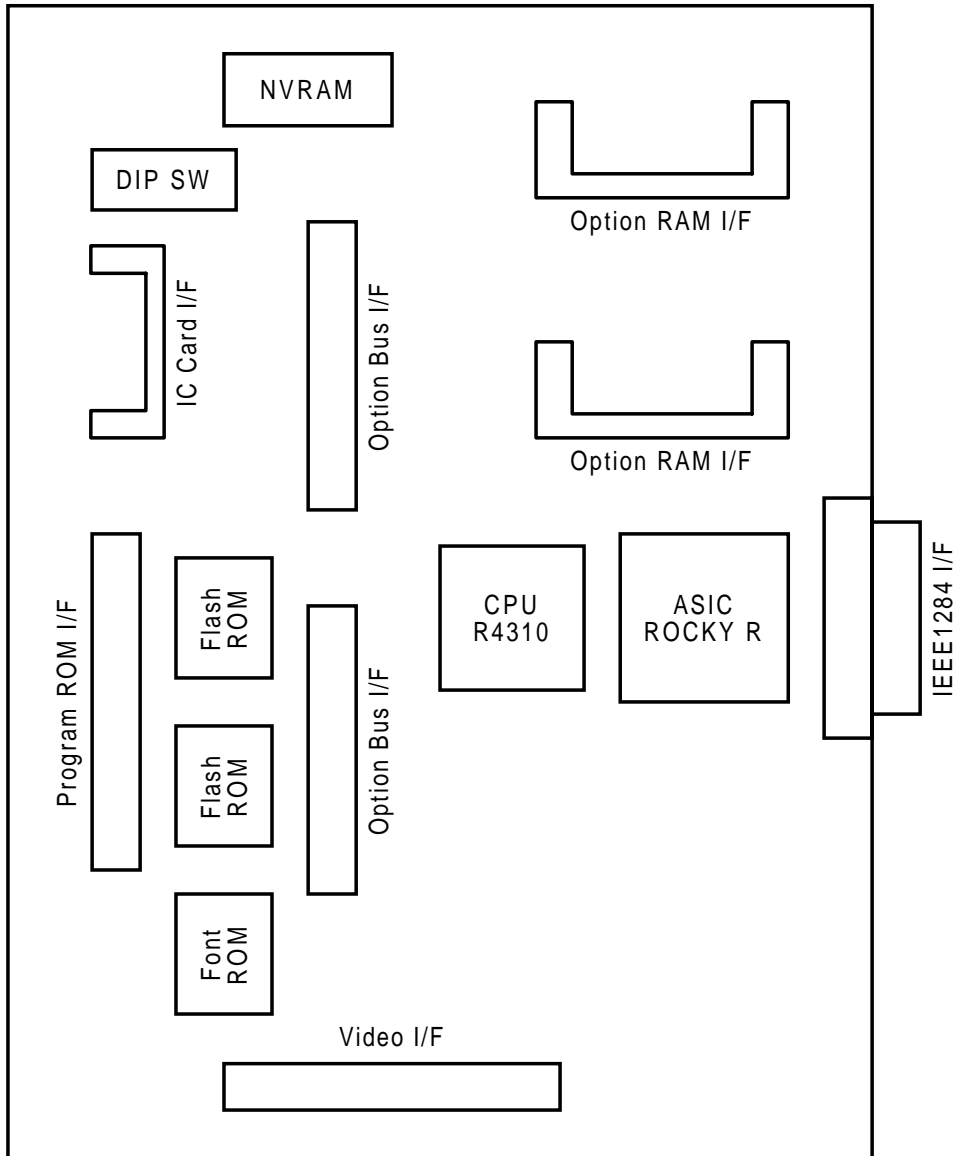 NVRAM
DIP SW
Option RAM I/F
IC Card I/F
Option Bus I/F
Option RAM I/F
Program ROM I/F
Flash
ROM
CPU
R4310
ASIC
ROCKY R
IEEE1284 I/F
Flash
ROM
Option Bus I/F
Font
ROM
Video I/F